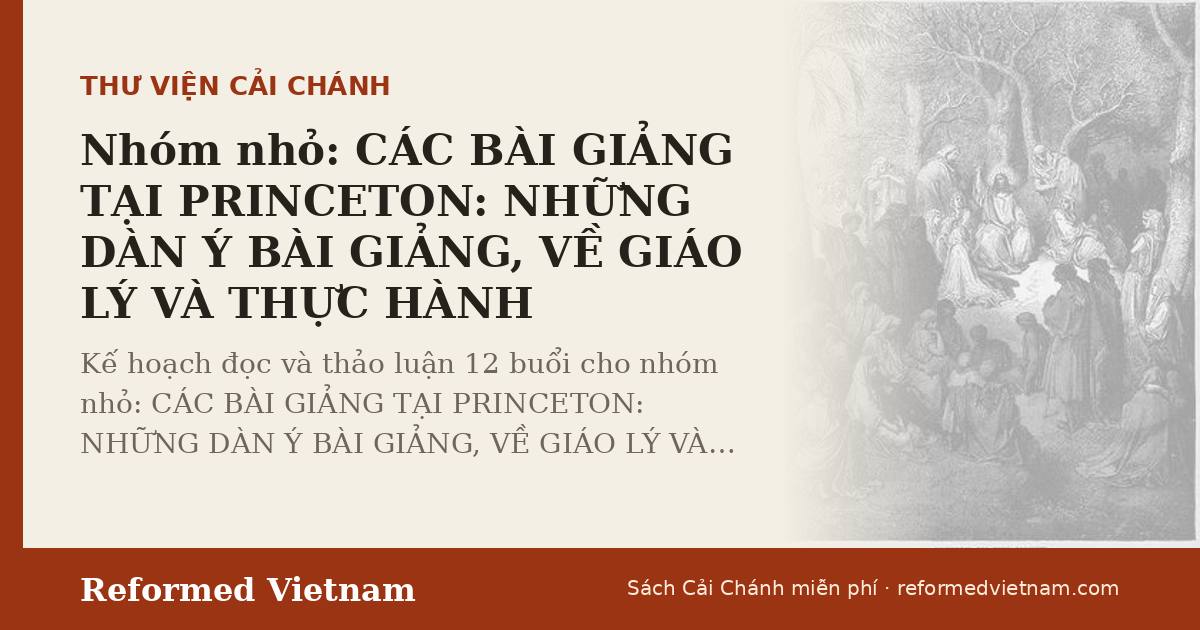 THƯ VIỆN CẢI CHÁNH
Nhóm nhỏ: CÁC BÀI GIẢNG
TẠI PRINCETON: NHỮNG
DÀN Ý BÀI GIẢNG, VỀ GIÁO
LÝ VÀ THỰC HÀNH
Kế hoạch đọc và thảo luận 12 buổi cho nhóm
nhỏ: CÁC BÀI GIẢNG TẠI PRINCETON:
NHỮNG DÀN Ý BÀI GIẢNG, VỀ GIÁO LÝ VÀ...
Reformed Vietnam
Sách Cải Chánh miễn phí · reformedvietnam.com